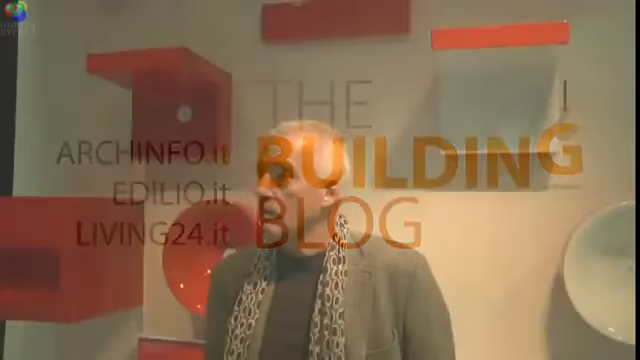 THE
BUILDING
BLOG
ARCHINFO.it
EDILIO.it
LIVING24.it